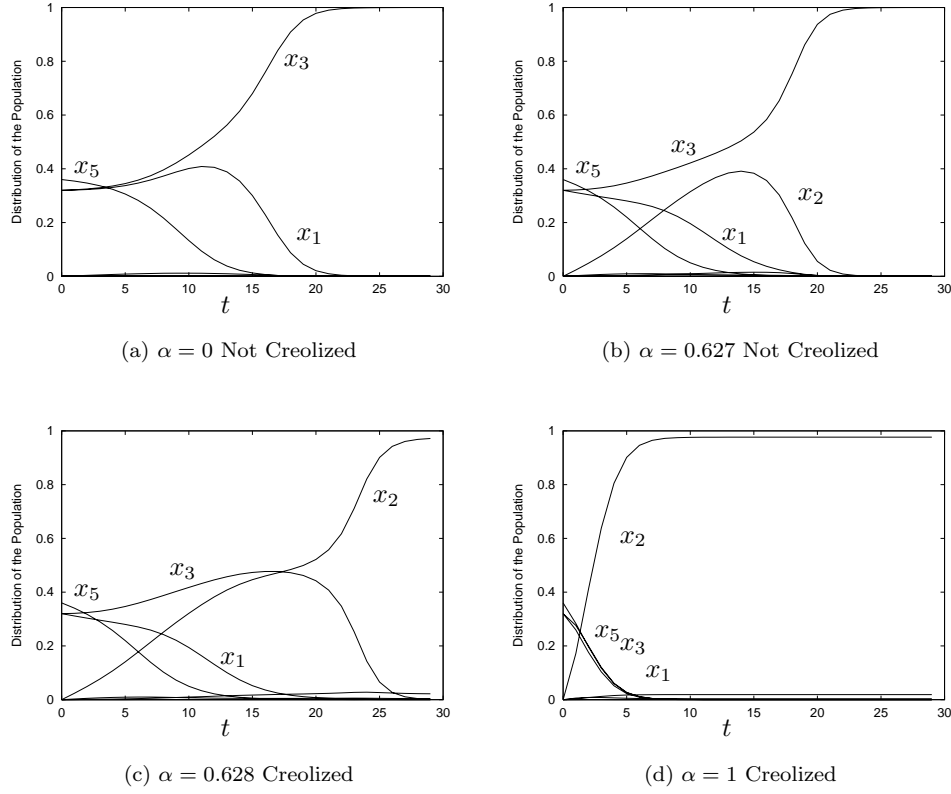 Distribution of the Population
1
0.8
0.6
0.4
0.2
0
x3
x5
x1
0 5 10 15 20 25 30
t
(a) α = 0 Not Creolized
Distribution of the Population
1
0.8
0.6
0.4
0.2
0
x5
x3
x2
x1
0 5 10 15 20 25 30
t
(b) α = 0.627 Not Creolized
Distribution of the Population
1
0.8
0.6
0.4
0.2
0
x2
x3
x5
x1
0 5 10 15 20 25 30
t
(c) α = 0.628 Creolized
Distribution of the Population
1
0.8
0.6
0.4
0.2
0
x2
x5x3
x1
0 5 10 15 20 25 30
t
(d) α = 1 Creolized